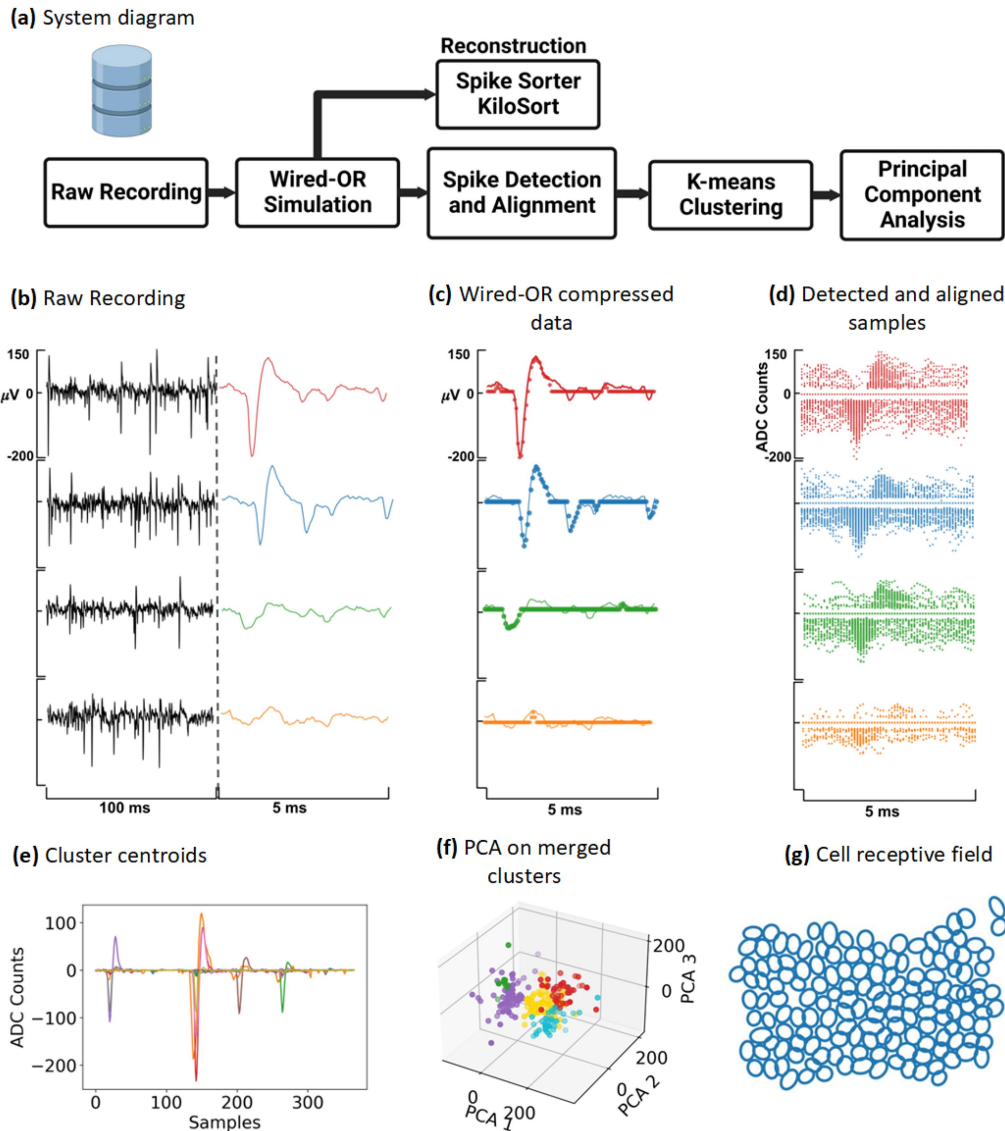 (a) System diagram
Reconstruction
Spike Sorter
KiloSort
Raw Recording
Wired-OR
Simulation
Spike Detection
and Alignment
K-means
Clustering
Principal
Component
Analysis
(b) Raw Recording
150
μV 0
-200
100 ms
5 ms
(c) Wired-OR compressed
data
150
μV 0
-200
5 ms
(d) Detected and aligned
samples
150
0
-200
ADC Counts
5 ms
(e) Cluster centroids
ADC Counts
100
0
−100
−200
0 100 200 300
Samples
(f) PCA on merged
clusters
200
0
PCA 3
200
0
PCA 2
0 200
PCA 1
(g) Cell receptive field